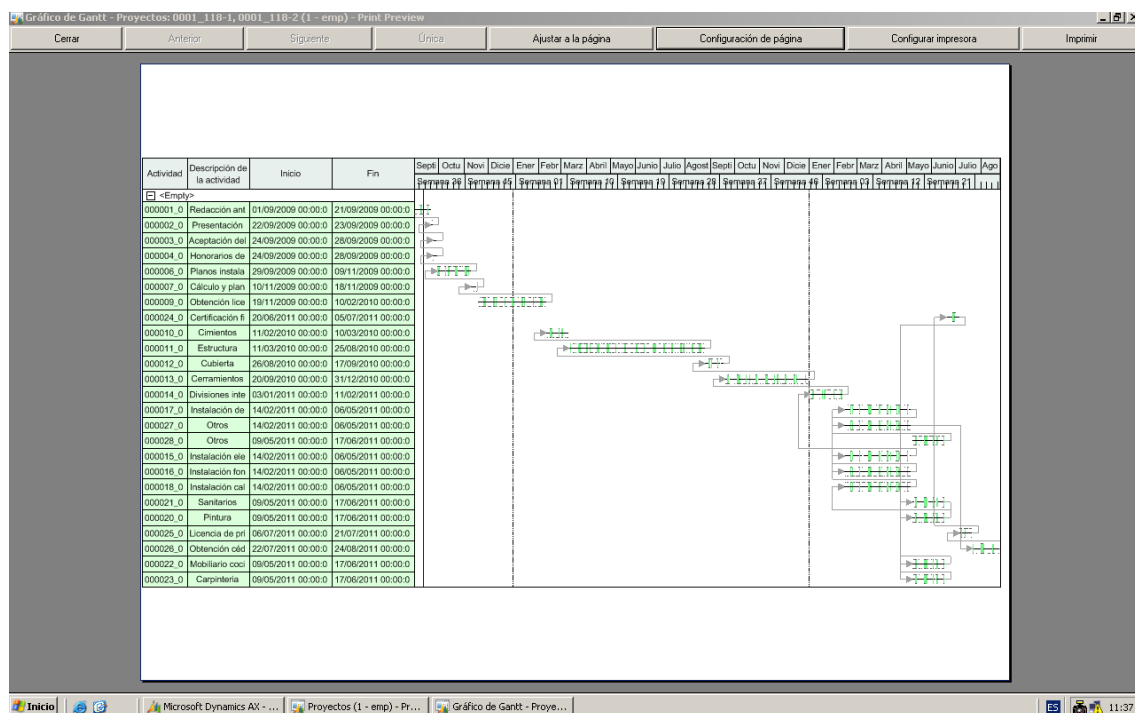 Gráfico de Gantt - Proyectos: 0001_118-1, 0001_118-2 (1 - emp) - Print Preview
Cerrar Anterior Siguiente Única Ajustar a la página Configuración de página Configurar impresora Imprimir
Septi Octu Novi Dicie Ener Febr Marz Abril Mayo Junio Julio Agost Septi Octu Novi Dicie Ener Febr Marz Abril Mayo Junio Julio Ago
Actividad Descripción de la actividad Inicio Fin
Semana 36 Semana 45 Semana 01 Semana 10 Semana 19 Semana 28 Semana 37 Semana 46 Semana 03 Semana 12 Semana 21
<Empty>
000001_0 Redacción ant 01/09/2009 00:00:0 21/09/2009 00:00:0
000002_0 Presentación 22/09/2009 00:00:0 23/09/2009 00:00:0
000003_0 Aceptación del 24/09/2009 00:00:0 28/09/2009 00:00:0
000004_0 Honorarios de 24/09/2009 00:00:0 28/09/2009 00:00:0
000006_0 Planos instala 29/09/2009 00:00:0 09/11/2009 00:00:0
000007_0 Cálculo y plan 10/11/2009 00:00:0 18/11/2009 00:00:0
000009_0 Obtención lice 19/11/2009 00:00:0 10/02/2010 00:00:0
000024_0 Certificación fi 20/06/2011 00:00:0 05/07/2011 00:00:0
000010_0 Cimientos 11/02/2010 00:00:0 10/03/2010 00:00:0
000011_0 Estructura 11/03/2010 00:00:0 25/08/2010 00:00:0
000012_0 Cubierta 26/08/2010 00:00:0 17/09/2010 00:00:0
000013_0 Cerramientos 20/09/2010 00:00:0 31/12/2010 00:00:0
000014_0 Divisiones inte 03/01/2011 00:00:0 11/02/2011 00:00:0
000017_0 Instalación de 14/02/2011 00:00:0 06/05/2011 00:00:0
000027_0 Otros 14/02/2011 00:00:0 06/05/2011 00:00:0
000028_0 Otros 09/05/2011 00:00:0 17/06/2011 00:00:0
000015_0 Instalación ele 14/02/2011 00:00:0 06/05/2011 00:00:0
000016_0 Instalación fon 14/02/2011 00:00:0 06/05/2011 00:00:0
000018_0 Instalación cal 14/02/2011 00:00:0 06/05/2011 00:00:0
000021_0 Sanitarios 09/05/2011 00:00:0 17/06/2011 00:00:0
000020_0 Pintura 09/05/2011 00:00:0 17/06/2011 00:00:0
000025_0 Licencia de pri 06/07/2011 00:00:0 21/07/2011 00:00:0
000026_0 Obtención céd 22/07/2011 00:00:0 24/08/2011 00:00:0
000022_0 Mobiliario coci 09/05/2011 00:00:0 17/06/2011 00:00:0
000023_0 Carpintería 09/05/2011 00:00:0 17/06/2011 00:00:0
Inicio Microsoft Dynamics AX - ... Proyectos (1 - emp) - Pr... Gráfico de Gantt - Proye... ES 11:37